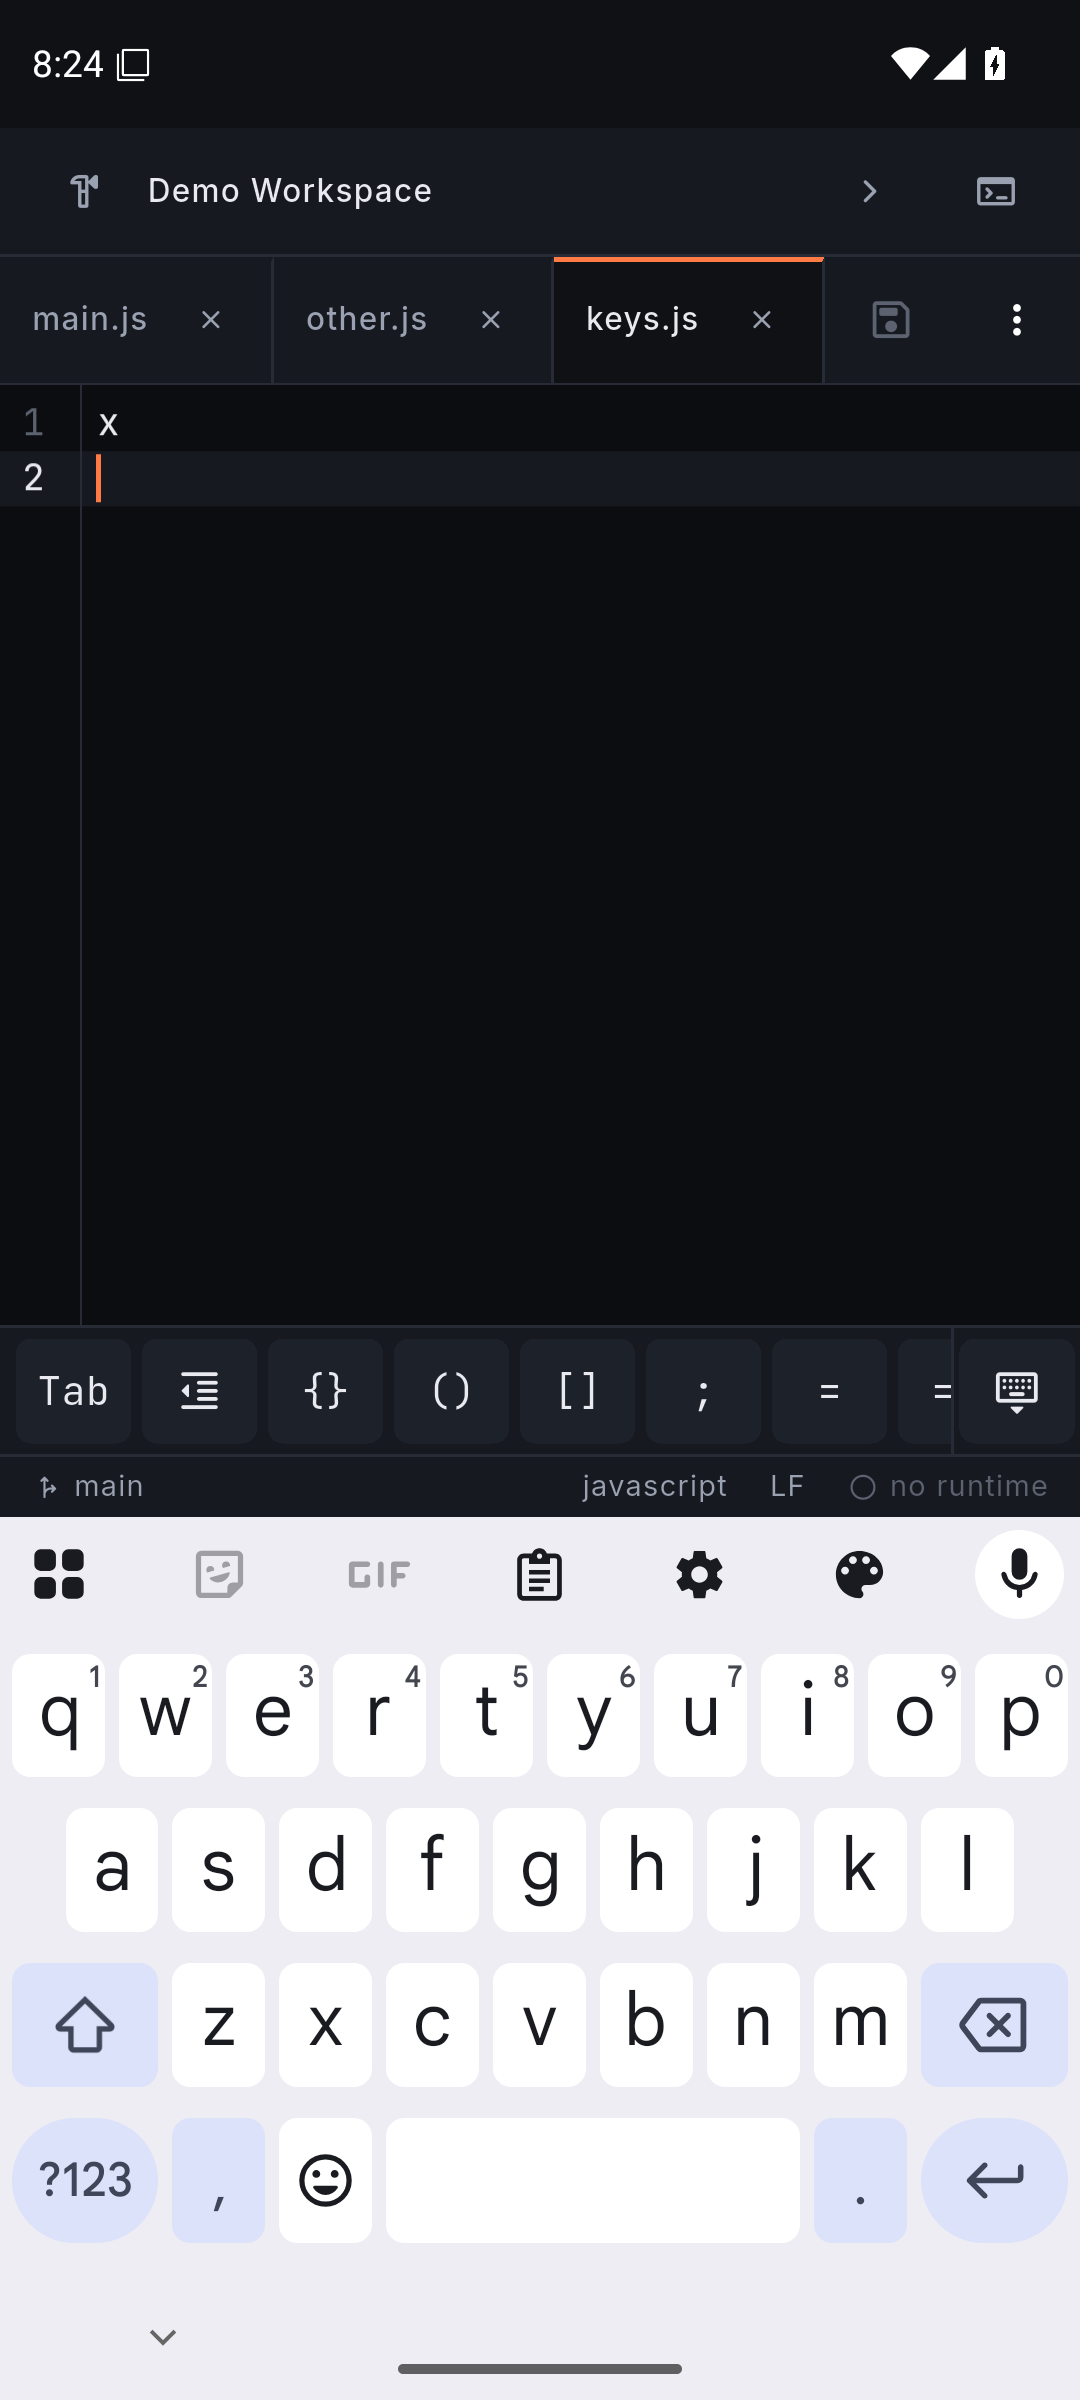 8:24
Demo Workspace
main.js
other.js
keys.js
1 x
2
Tab {} () [] ; = =
main javascript LF no runtime
GIF
q 1 w 2 e 3 r 4 t 5 y 6 u 7 i 8 o 9 p 0
a s d f g h j k l
z x c v b n m
?123 , .